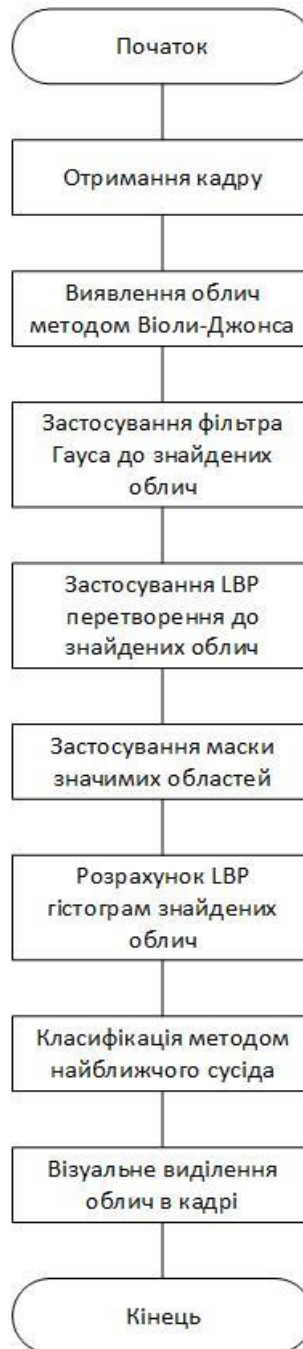 Початок
Отримання кадру
Виявлення облич
методом Віоли-Джонса
Застосування фільтра
Гауса до знайдених
облич
Застосування LBP
перетворення до
знайдених облич
Застосування маски
значимих областей
Розрахунок LBP
гістограм знайдених
облич
Класифікація методом
найближчого сусіда
Візуальне виділення
облич в кадрі
Кінець